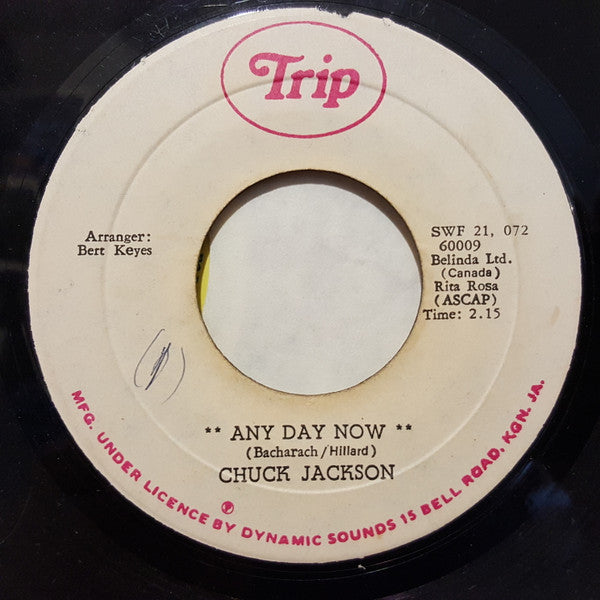 Trip
Arranger:
Bert Keyes
SWF 21, 072
60009
Belinda Ltd.
(Canada)
Rita Rosa
(ASCAP)
Time: 2.15
** ANY DAY NOW **
(Bacharach/Hillard)
CHUCK JACKSON
℗
MFG. UNDER LICENCE BY DYNAMIC SOUNDS 15 BELL ROAD, KGN. JA.